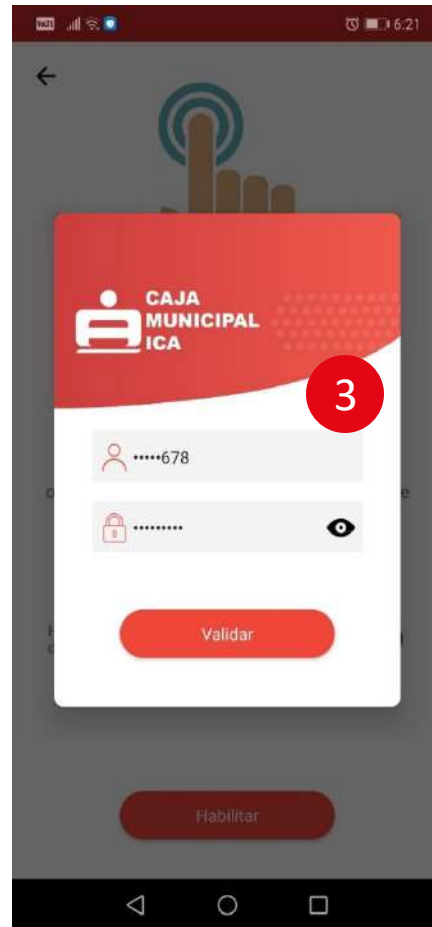 6:21
CAJA
MUNICIPAL
ICA
3
•••••678
•••••••••
Validar
Habilitar